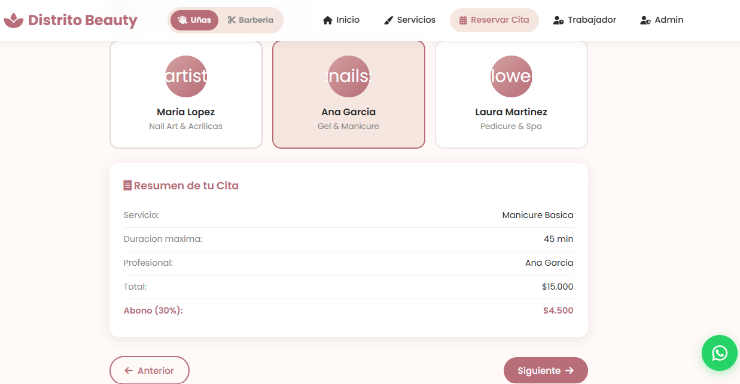 Distrito Beauty
Uñas
Barbería
Inicio
Servicios
Reservar Cita
Trabajador
Admin
artist
nails
lowe
Maria Lopez
Ana Garcia
Laura Martinez
Nail Art & Acrilicas
Gel & Manicure
Pedicure & Spa
Resumen de tu Cita
Servicio: Manicure Basica
Duracion maxima: 45 min
Profesional: Ana Garcia
Total: $15.000
Abono (30%): $4.500
Anterior
Siguiente